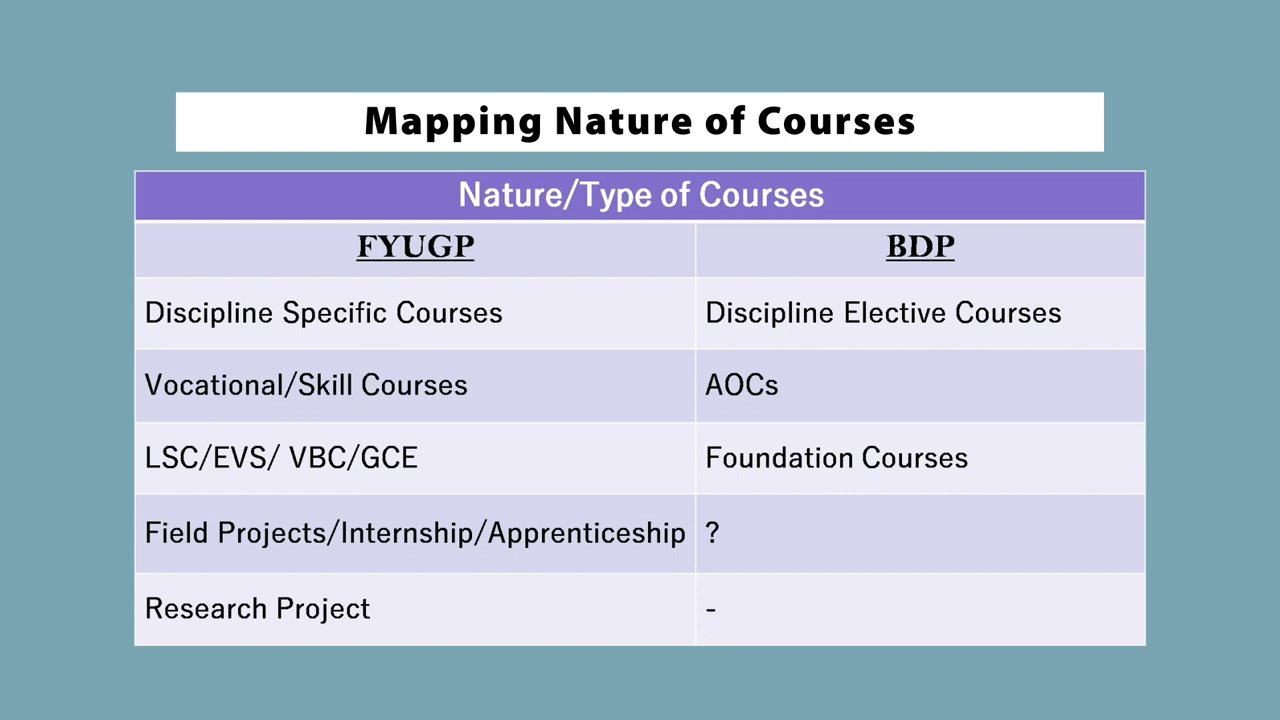 Mapping Nature of Courses
Nature/Type of Courses
FYUGP BDP
Discipline Specific Courses Discipline Elective Courses
Vocational/Skill Courses AOCs
LSC/EVS/ VBC/GCE Foundation Courses
Field Projects/Internship/Apprenticeship ?
Research Project -